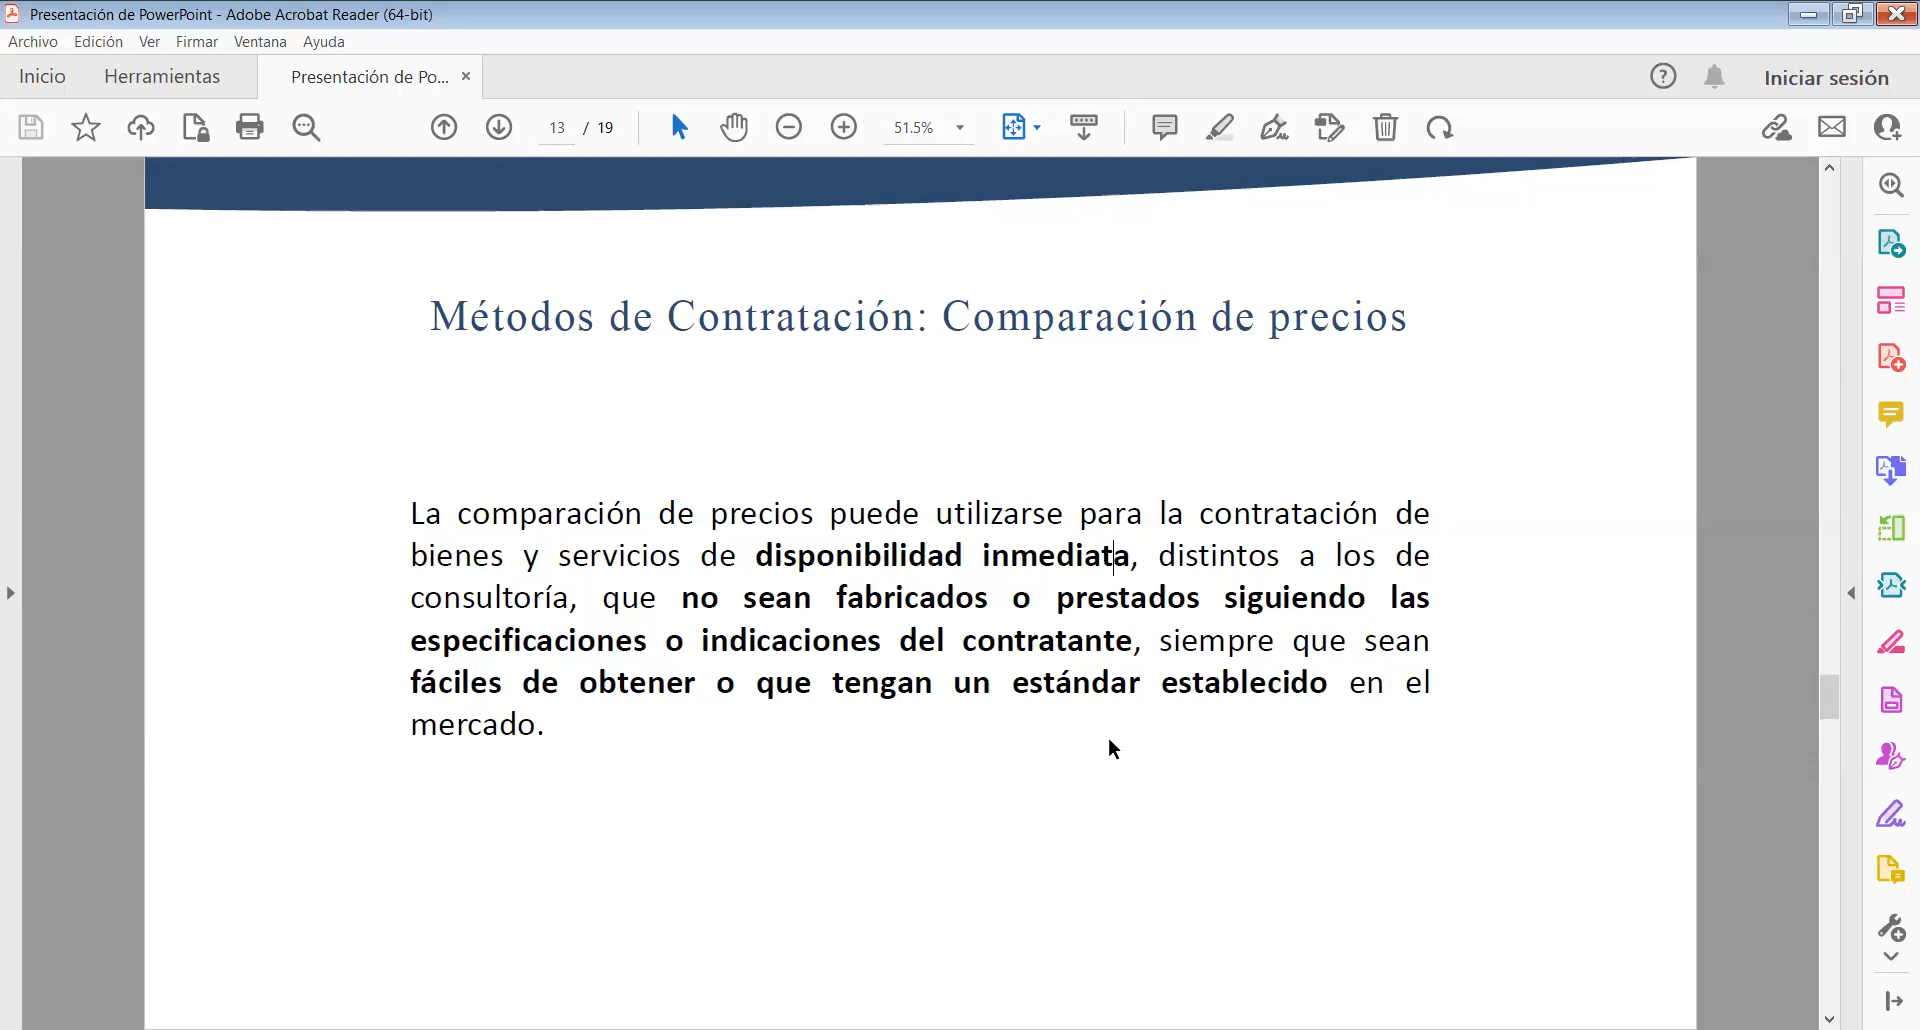 Presentación de PowerPoint - Adobe Acrobat Reader (64-bit)
Archivo Edición Ver Firmar Ventana Ayuda
Inicio Herramientas Presentación de Po... × Iniciar sesión
13 / 19 51.5%
Métodos de Contratación: Comparación de precios
La comparación de precios puede utilizarse para la contratación de
bienes y servicios de disponibilidad inmediata, distintos a los de
consultoría, que no sean fabricados o prestados siguiendo las
especificaciones o indicaciones del contratante, siempre que sean
fáciles de obtener o que tengan un estándar establecido en el
mercado.